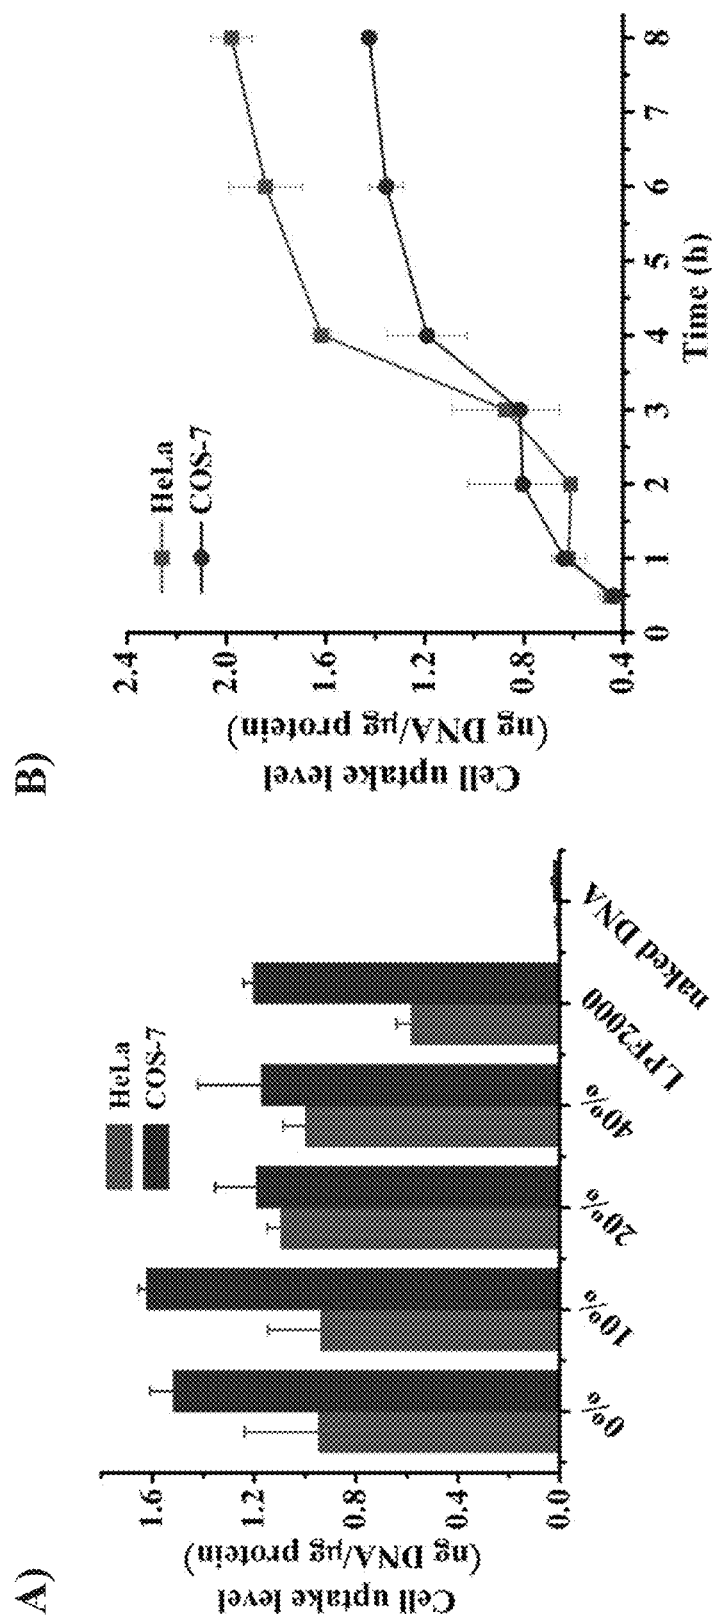 A)
Cell uptake level
(ng DNA/µg protein)
1.6
1.2
0.8
0.4
0.0
HeLa
COS-7
0%
10%
20%
40%
LPF2000
naked DNA
B)
Cell uptake level
(ng DNA/µg protein)
2.4
2.0
1.6
1.2
0.8
0.4
HeLa
COS-7
0 1 2 3 4 5 6 7 8
Time (h)